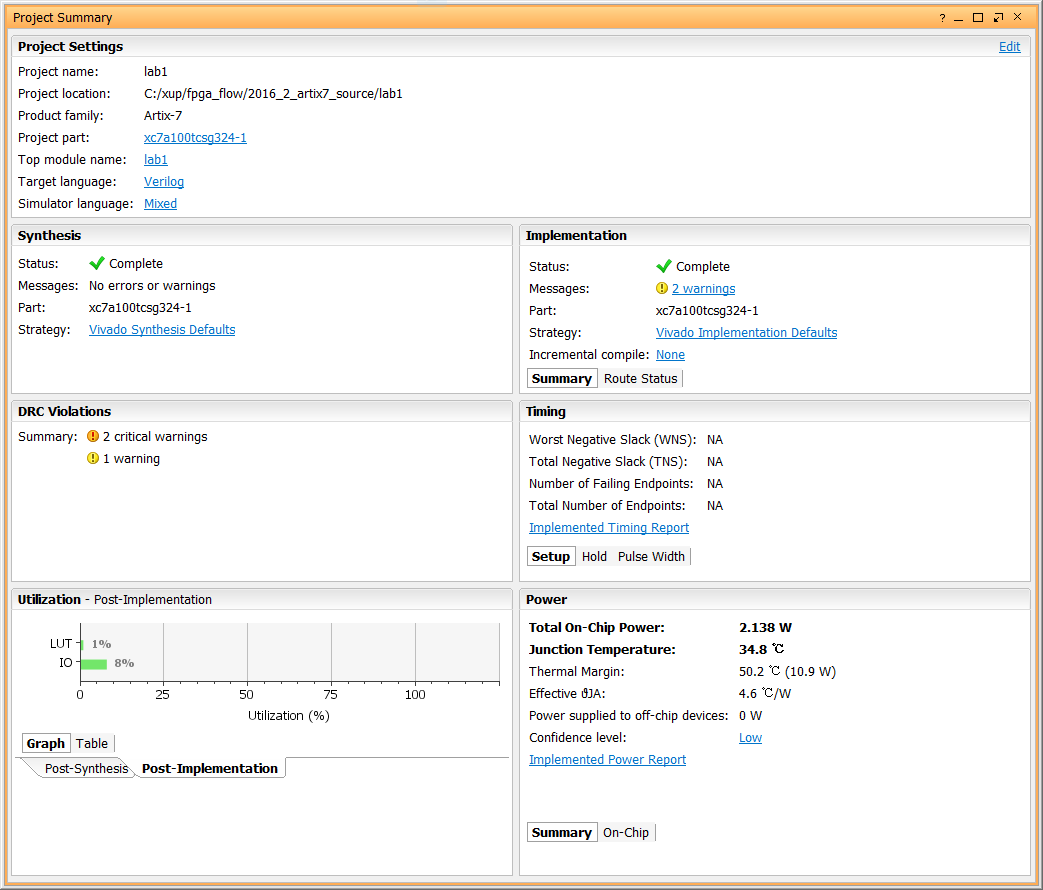 Project Summary
Project Settings Edit
Project name: lab1
Project location: C:/xup/fpga_flow/2016_2_artix7_source/lab1
Product family: Artix-7
Project part: xc7a100tcsg324-1
Top module name: lab1
Target language: Verilog
Simulator language: Mixed
Synthesis
Status: Complete
Messages: No errors or warnings
Part: xc7a100tcsg324-1
Strategy: Vivado Synthesis Defaults
Implementation
Status: Complete
Messages: 2 warnings
Part: xc7a100tcsg324-1
Strategy: Vivado Implementation Defaults
Incremental compile: None
Summary Route Status
DRC Violations
Summary: 2 critical warnings
1 warning
Timing
Worst Negative Slack (WNS): NA
Total Negative Slack (TNS): NA
Number of Failing Endpoints: NA
Total Number of Endpoints: NA
Implemented Timing Report
Setup Hold Pulse Width
Utilization - Post-Implementation
LUT 1%
IO 8%
0 25 50 75 100
Utilization (%)
Graph Table
Post-Synthesis Post-Implementation
Power
Total On-Chip Power: 2.138 W
Junction Temperature: 34.8 ℃
Thermal Margin: 50.2 ℃ (10.9 W)
Effective ϑJA: 4.6 ℃/W
Power supplied to off-chip devices: 0 W
Confidence level: Low
Implemented Power Report
Summary On-Chip